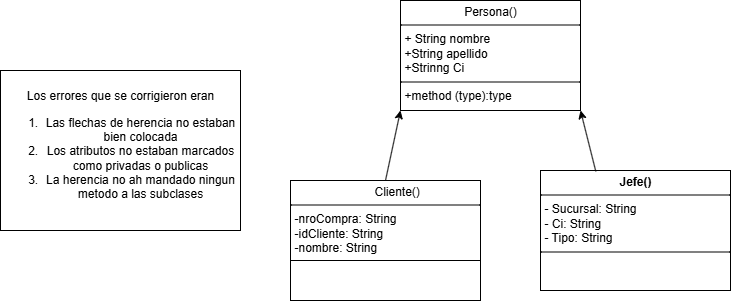 Persona()
+ String nombre
+String apellido
+Strinng Ci
+method (type):type
Los errores que se corrigieron eran
1. Las flechas de herencia no estaban
bien colocada
2. Los atributos no estaban marcados
como privadas o publicas
3. La herencia no ah mandado ningun
metodo a las subclases
Cliente()
-nroCompra: String
-idCliente: String
-nombre: String
Jefe()
- Sucursal: String
- Ci: String
- Tipo: String